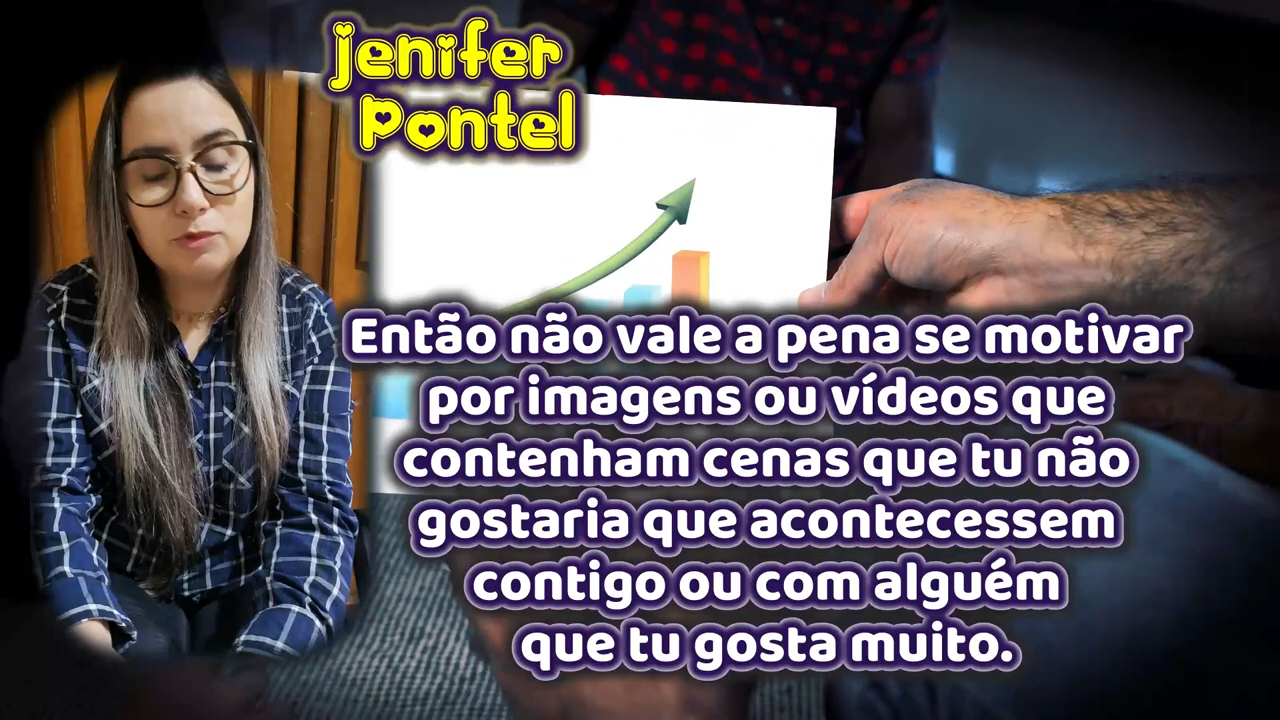 jenifer
Pontel
Então não vale a pena se motivar
por imagens ou vídeos que
contenham cenas que tu não
gostaria que acontecessem
contigo ou com alguém
que tu gosta muito.